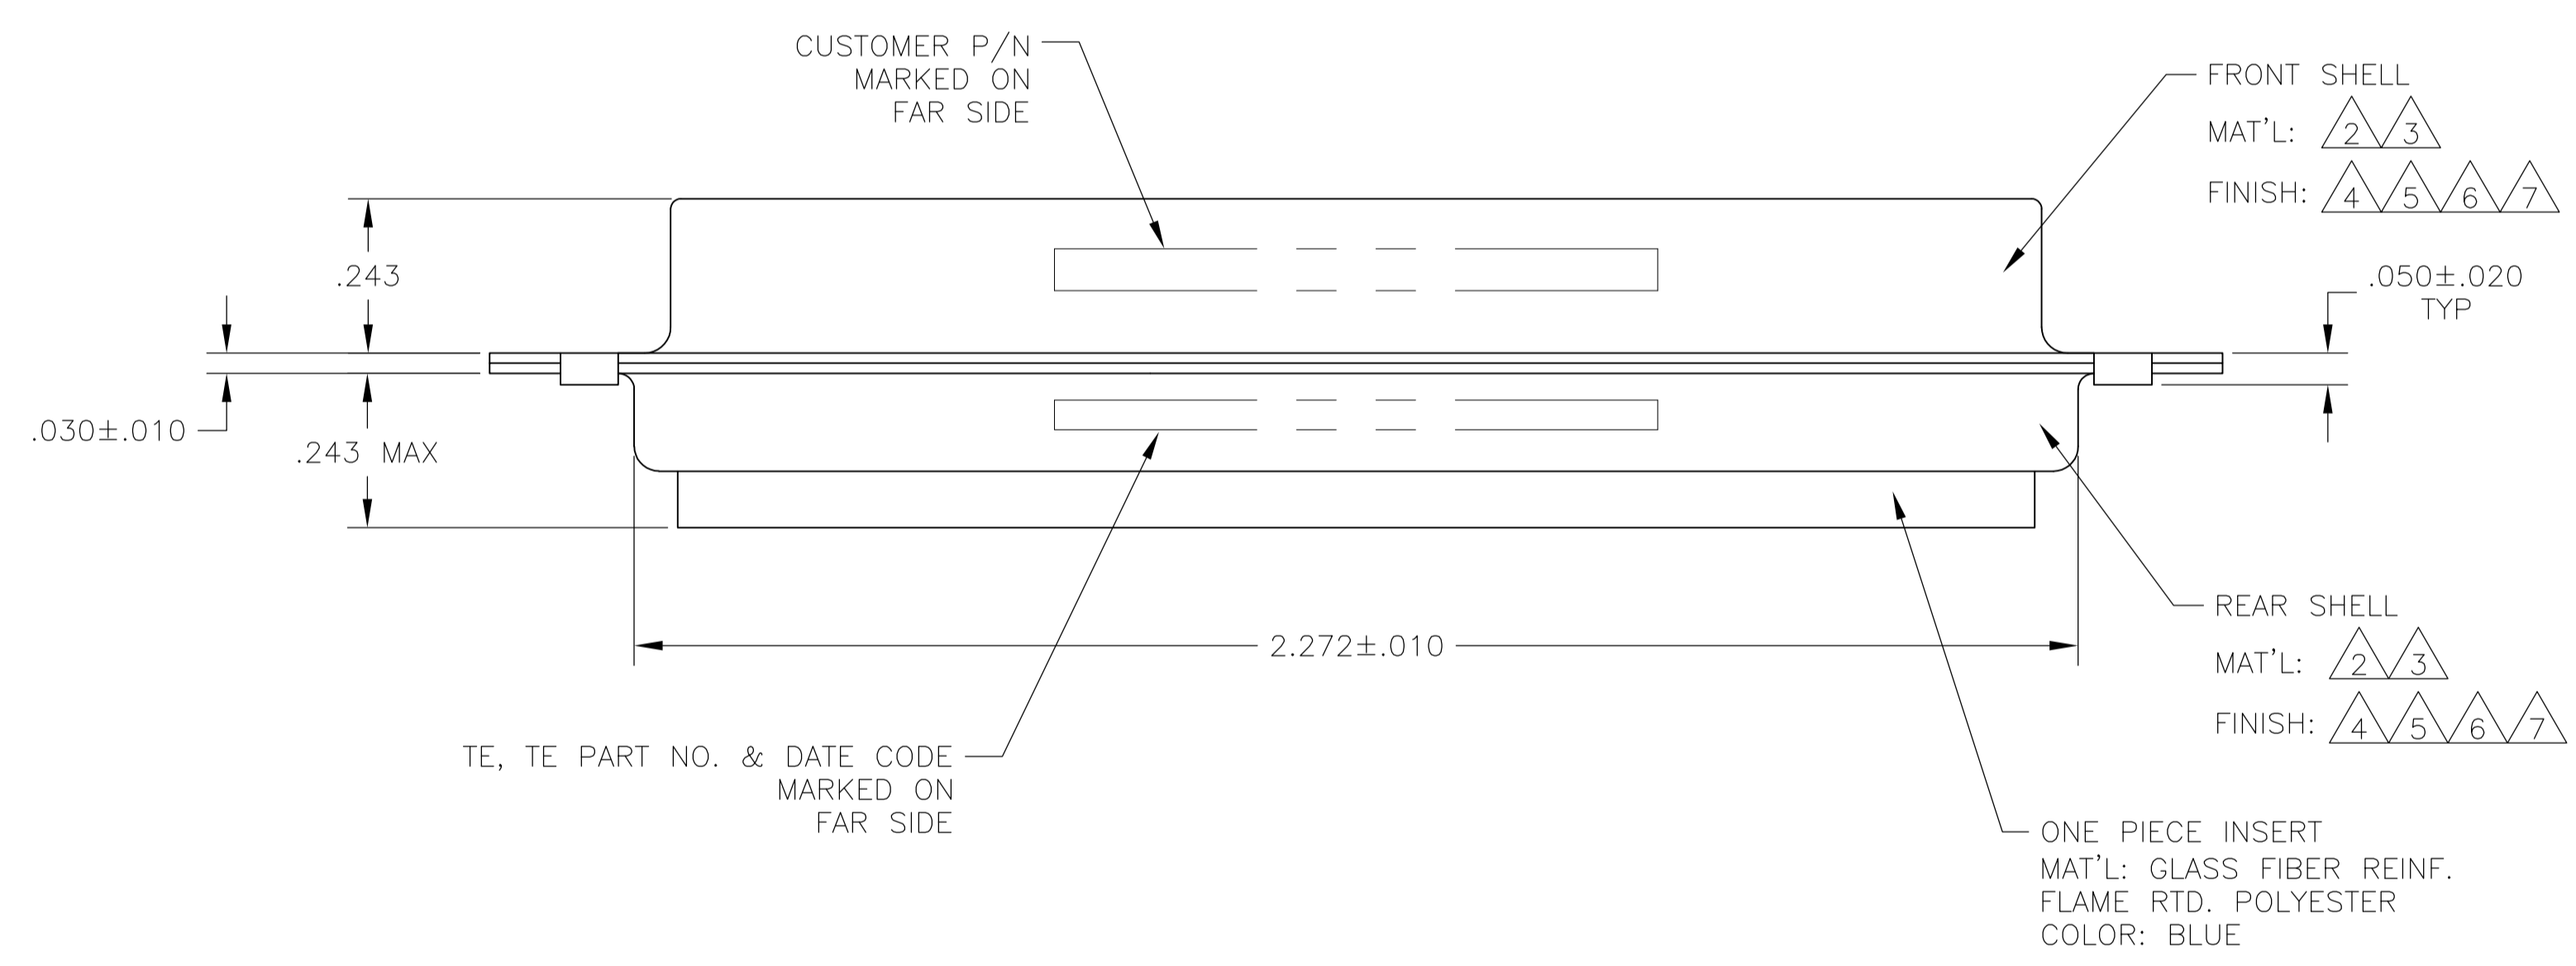 CUSTOMER P/N
MARKED ON
FAR SIDE
FRONT SHELL
MAT'L: 2 3
FINISH: 4 5 6 7
.243
.050±.020
TYP
.030±.010
.243 MAX
2.272±.010
REAR SHELL
MAT'L: 2 3
FINISH: 4 5 6 7
TE, TE PART NO. & DATE CODE
MARKED ON
FAR SIDE
ONE PIECE INSERT
MAT'L: GLASS FIBER REINF.
FLAME RTD. POLYESTER
COLOR: BLUE